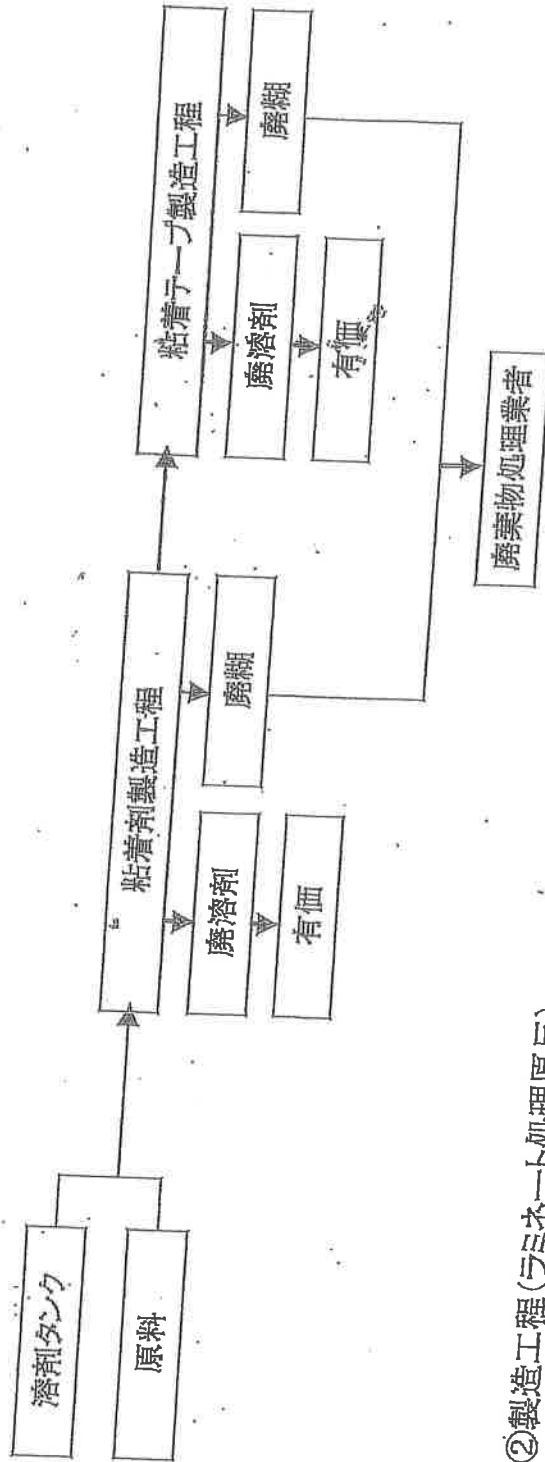 溶剤タンク
原料
粘着剤製造工程
廃溶剤
有価
廃糊
粘着テープ製造工程
廃溶剤
有価
廃糊
廃棄物処理業者
②製造工程(ラミネート処理